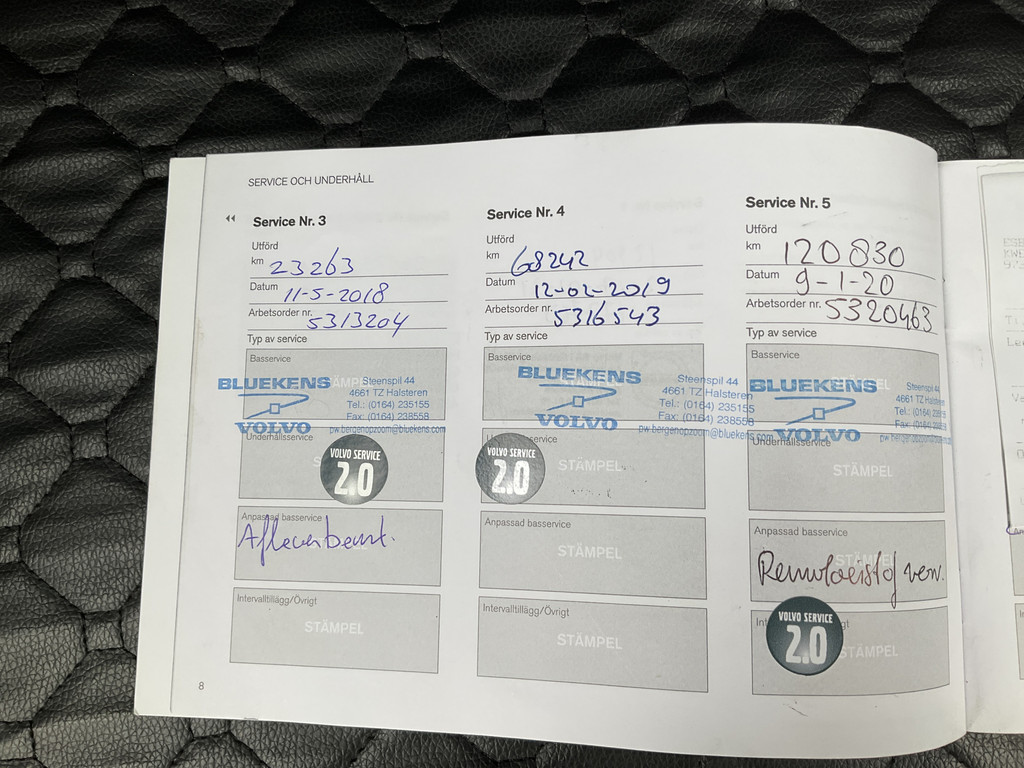 SERVICE OCH UNDERHÅLL
Service Nr. 3
Utförd
km 23263
Datum 11-5-2018
Arbetsorder nr. 5313204
Typ av service
Basservice
BLUEKENS
VOLVO
Steenspil 44
4661 TZ Halsteren
Tel.: (0164) 235155
Fax: (0164) 238558
pw.bergenopzoom@bluekens.com
Underhållsservice
VOLVO SERVICE
2.0
Anpassad basservice
Afleverbeurt.
Intervalltillägg/Övrigt
STÄMPEL
8
Service Nr. 4
Utförd
km 68242
Datum 12-02-2019
Arbetsorder nr. 5316543
Typ av service
Basservice
BLUEKENS
VOLVO
Steenspil 44
4661 TZ Halsteren
Tel.: (0164) 235155
Fax: (0164) 238558
pw.bergenopzoom@bluekens.com
STÄMPEL
VOLVO SERVICE
2.0
Anpassad basservice
STÄMPEL
Intervalltillägg/Övrigt
STÄMPEL
Service Nr. 5
Utförd
km 120830
Datum 9-1-20
Arbetsorder nr. 5320463
Typ av service
Basservice
BLUEKENS
VOLVO
Steenspil 44
4661 TZ Halsteren
Tel.: (0164)
Fax: (0164)
Underhållsservice
STÄMPEL
Anpassad basservice
STÄMPEL
Remvloeistof verv.
VOLVO SERVICE
2.0
STÄMPEL